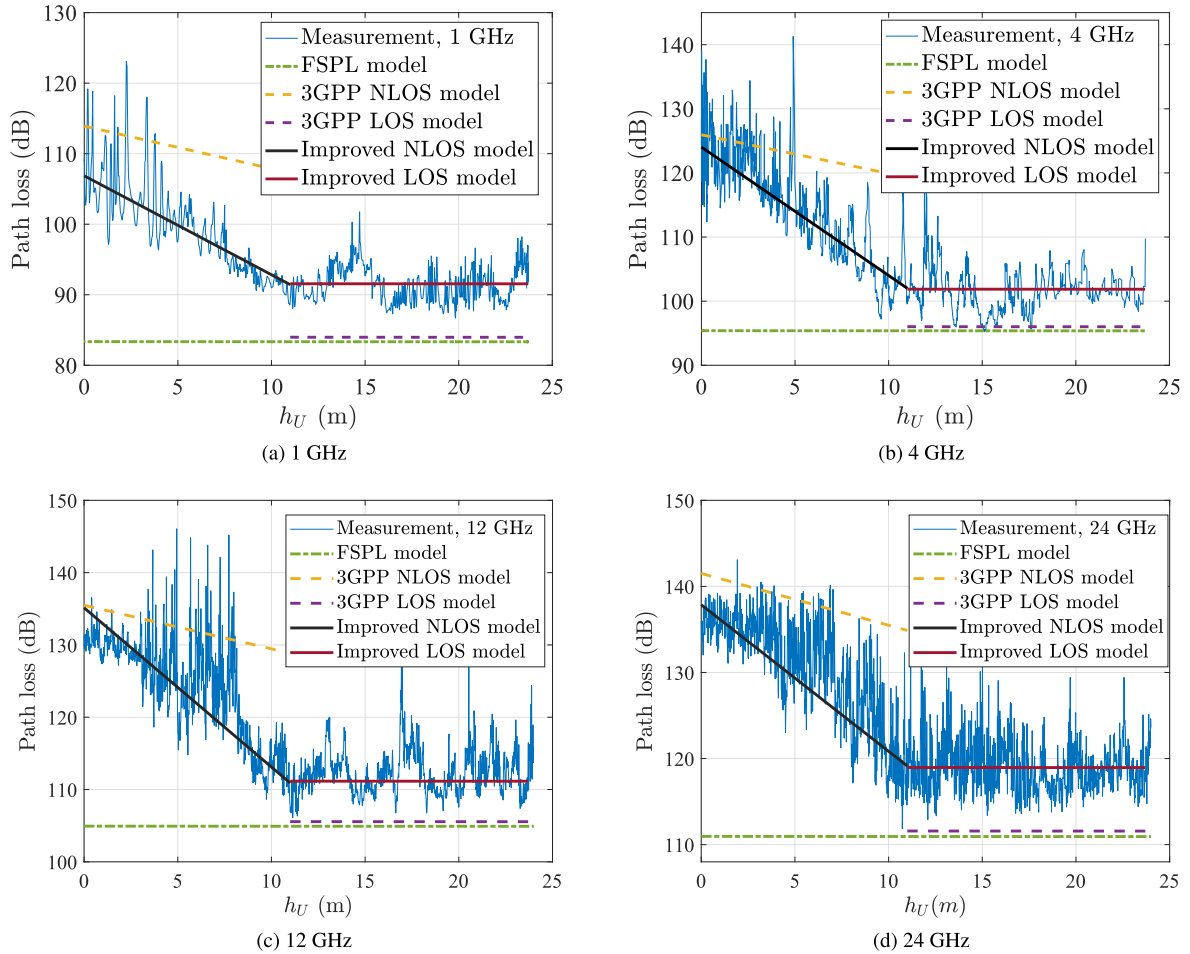 130
120
110
100
90
80
Path loss (dB)
Measurement, 1 GHz
FSPL model
3GPP NLOS model
3GPP LOS model
Improved NLOS model
Improved LOS model
0 5 10 15 20 25
h_U (m)
(a) 1 GHz
140
130
120
110
100
90
Path loss (dB)
Measurement, 4 GHz
FSPL model
3GPP NLOS model
3GPP LOS model
Improved NLOS model
Improved LOS model
0 5 10 15 20 25
h_U (m)
(b) 4 GHz
150
140
130
120
110
100
Path loss (dB)
Measurement, 12 GHz
FSPL model
3GPP NLOS model
3GPP LOS model
Improved NLOS model
Improved LOS model
0 5 10 15 20 25
h_U (m)
(c) 12 GHz
150
140
130
120
110
Path loss (dB)
Measurement, 24 GHz
FSPL model
3GPP NLOS model
3GPP LOS model
Improved NLOS model
Improved LOS model
0 5 10 15 20 25
h_U(m)
(d) 24 GHz